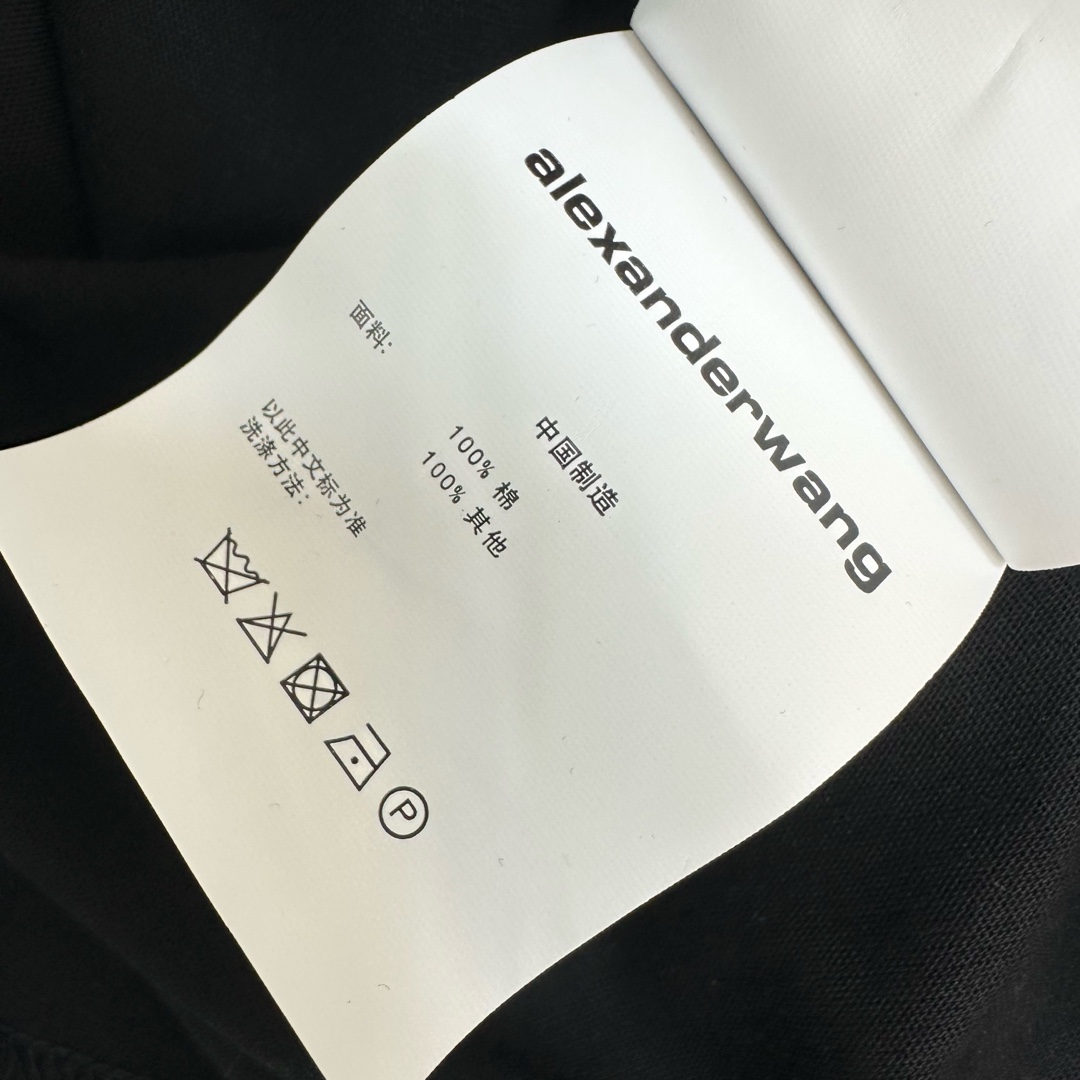 alexanderwang
中国制造
面料:
100% 棉
100% 其他
以此中文标为准
洗涤方法:
P